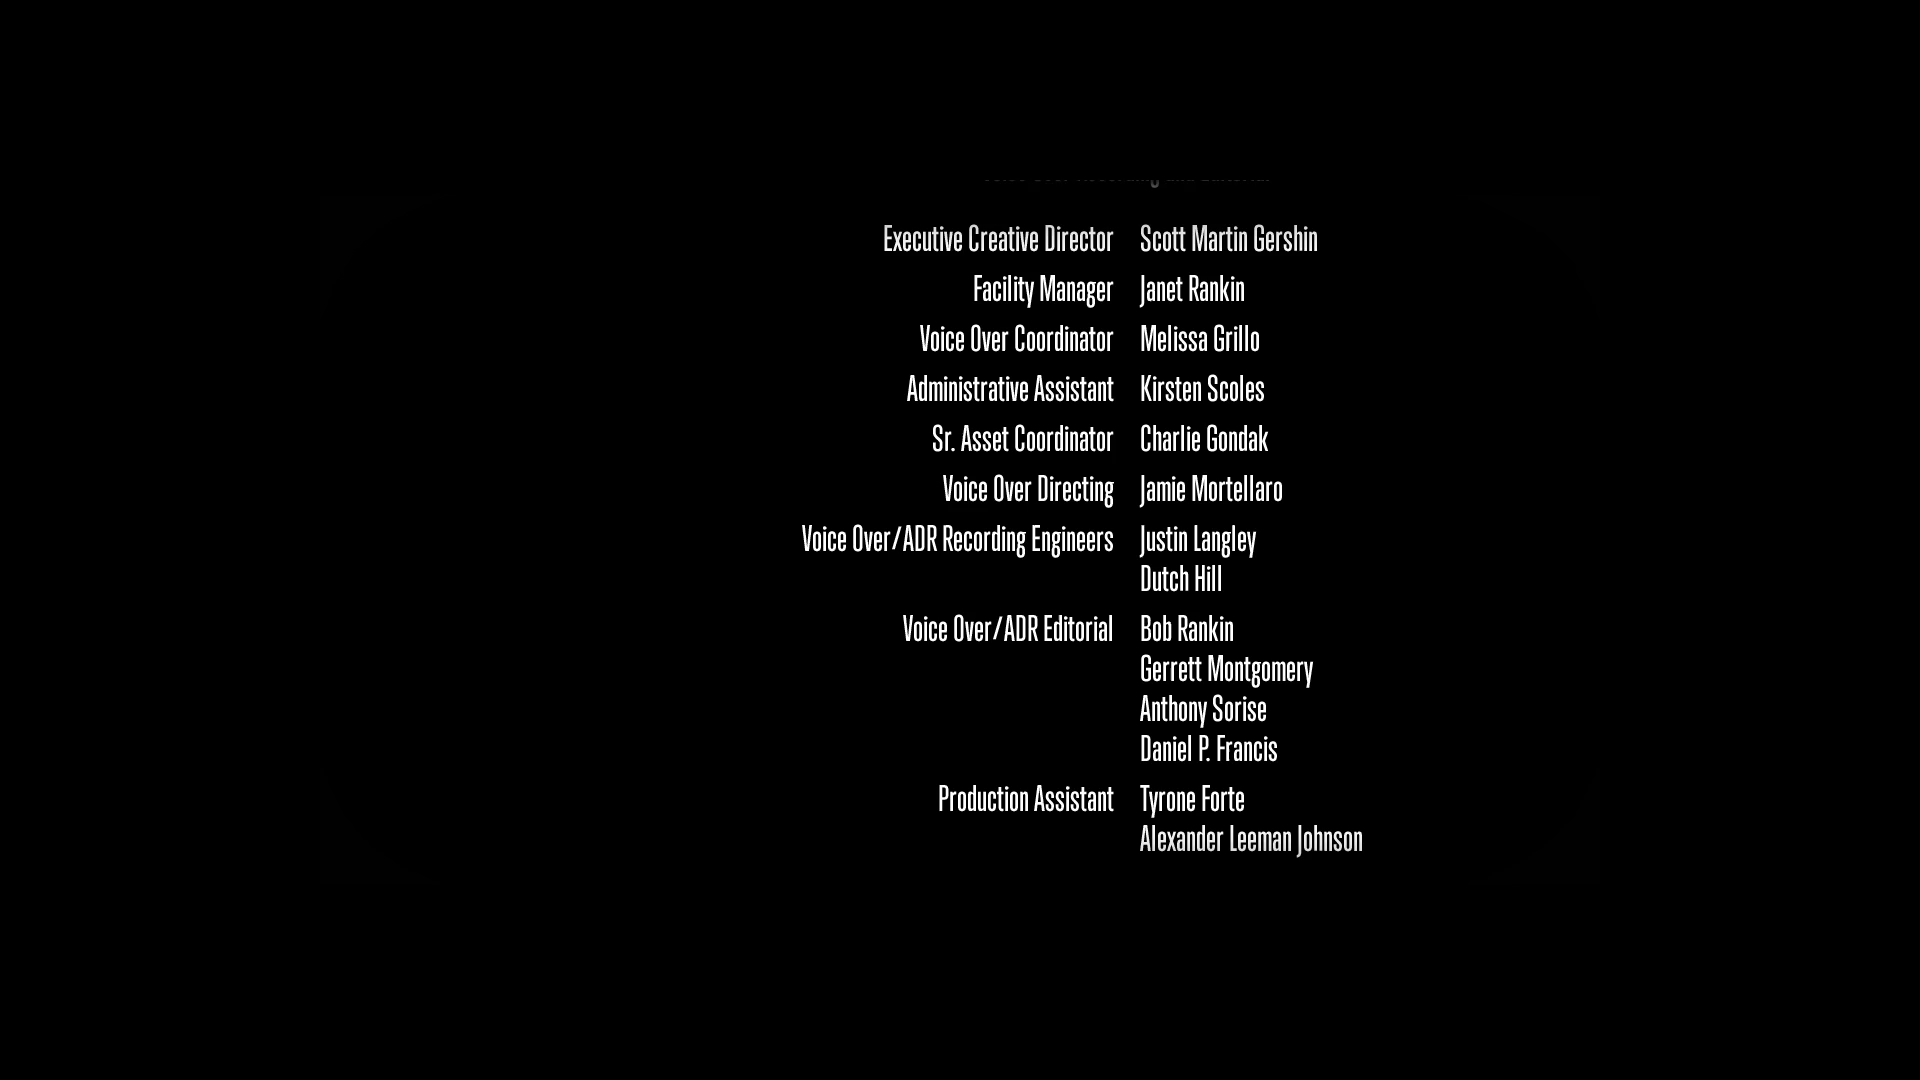 Executive Creative Director Scott Martin Gershin
Facility Manager Janet Rankin
Voice Over Coordinator Melissa Grillo
Administrative Assistant Kirsten Scoles
Sr. Asset Coordinator Charlie Gondak
Voice Over Directing Jamie Mortellaro
Voice Over/ADR Recording Engineers Justin Langley
Dutch Hill
Voice Over/ADR Editorial Bob Rankin
Gerrett Montgomery
Anthony Sorise
Daniel P. Francis
Production Assistant Tyrone Forte
Alexander Leeman Johnson